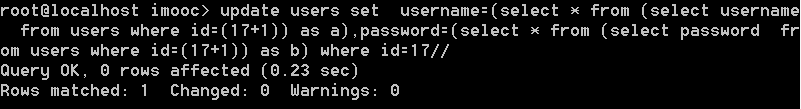 root@localhost imooc> update users set  username=(select * from (select username
  from users where id=(17+1)) as a),password=(select * from (select password  fr
om users where id=(17+1)) as b) where id=17//
Query OK, 0 rows affected (0.23 sec)
Rows matched: 1  Changed: 0  Warnings: 0